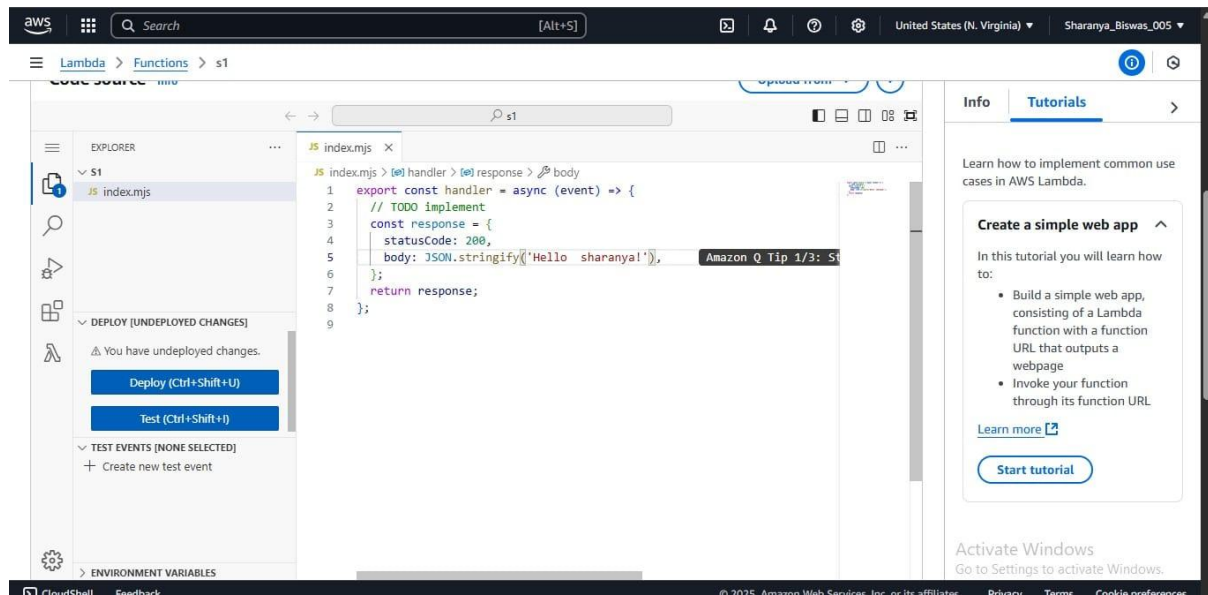 aws
Search [Alt+S]
United States (N. Virginia) ▼
Sharanya_Biswas_005 ▼
Lambda > Functions > s1
Code source Info
Upload from
s1
EXPLORER
S1
JS index.mjs
DEPLOY [UNDEPLOYED CHANGES]
You have undeployed changes.
Deploy (Ctrl+Shift+U)
Test (Ctrl+Shift+I)
TEST EVENTS [NONE SELECTED]
+ Create new test event
ENVIRONMENT VARIABLES
JS index.mjs ×
JS index.mjs > handler > response > body
1 export const handler = async (event) => {
2 // TODO implement
3 const response = {
4 statusCode: 200,
5 body: JSON.stringify('Hello  sharanya!'), Amazon Q Tip 1/3: St
6 };
7 return response;
8 };
9
Info Tutorials
Learn how to implement common use
cases in AWS Lambda.
Create a simple web app
In this tutorial you will learn how
to:
• Build a simple web app,
consisting of a Lambda
function with a function
URL that outputs a
webpage
• Invoke your function
through its function URL
Learn more
Start tutorial
Activate Windows
Go to Settings to activate Windows.
CloudShell Feedback
© 2025, Amazon Web Services, Inc. or its affiliates. Privacy Terms Cookie preferences